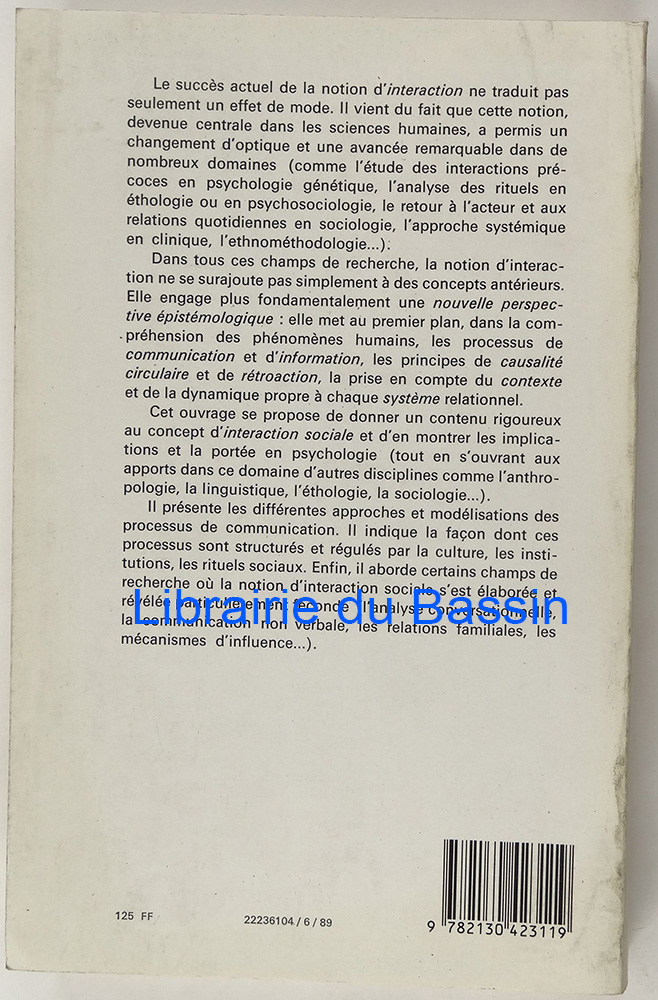 Le succès actuel de la notion d'interaction ne traduit pas
seulement un effet de mode. Il vient du fait que cette notion,
devenue centrale dans les sciences humaines, a permis un
changement d'optique et une avancée remarquable dans de
nombreux domaines (comme l'étude des interactions pré-
coces en psychologie génétique, l'analyse des rituels en
éthologie ou en psychosociologie, le retour à l'acteur et aux
relations quotidiennes en sociologie, l'approche systémique
en clinique, l'ethnométhodologie...).
Dans tous ces champs de recherche, la notion d'interac-
tion ne se surajoute pas simplement à des concepts antérieurs.
Elle engage plus fondamentalement une nouvelle perspec-
tive épistémologique : elle met au premier plan, dans la com-
préhension des phénomènes humains, les processus de
communication et d'information, les principes de causalité
circulaire et de rétroaction, la prise en compte du contexte
et de la dynamique propre à chaque système relationnel.
Cet ouvrage se propose de donner un contenu rigoureux
au concept d'interaction sociale et d'en montrer les implica-
tions et la portée en psychologie (tout en s'ouvrant aux
apports dans ce domaine d'autres disciplines comme l'anthro-
pologie, la linguistique, l'éthologie, la sociologie...).
Il présente les différentes approches et modélisations des
processus de communication. Il indique la façon dont ces
processus sont structurés et régulés par la culture, les insti-
tutions, les rituels sociaux. Enfin, il aborde certains champs de
recherche où la notion d'interaction sociale s'est élaborée et
révélée particulièrement féconde (l'analyse conversationnelle,
Librairie du Bassin
la communication non verbale, les relations familiales, les
mécanismes d'influence...).
125 FF
22236104 / 6 / 89
9 782130 423119